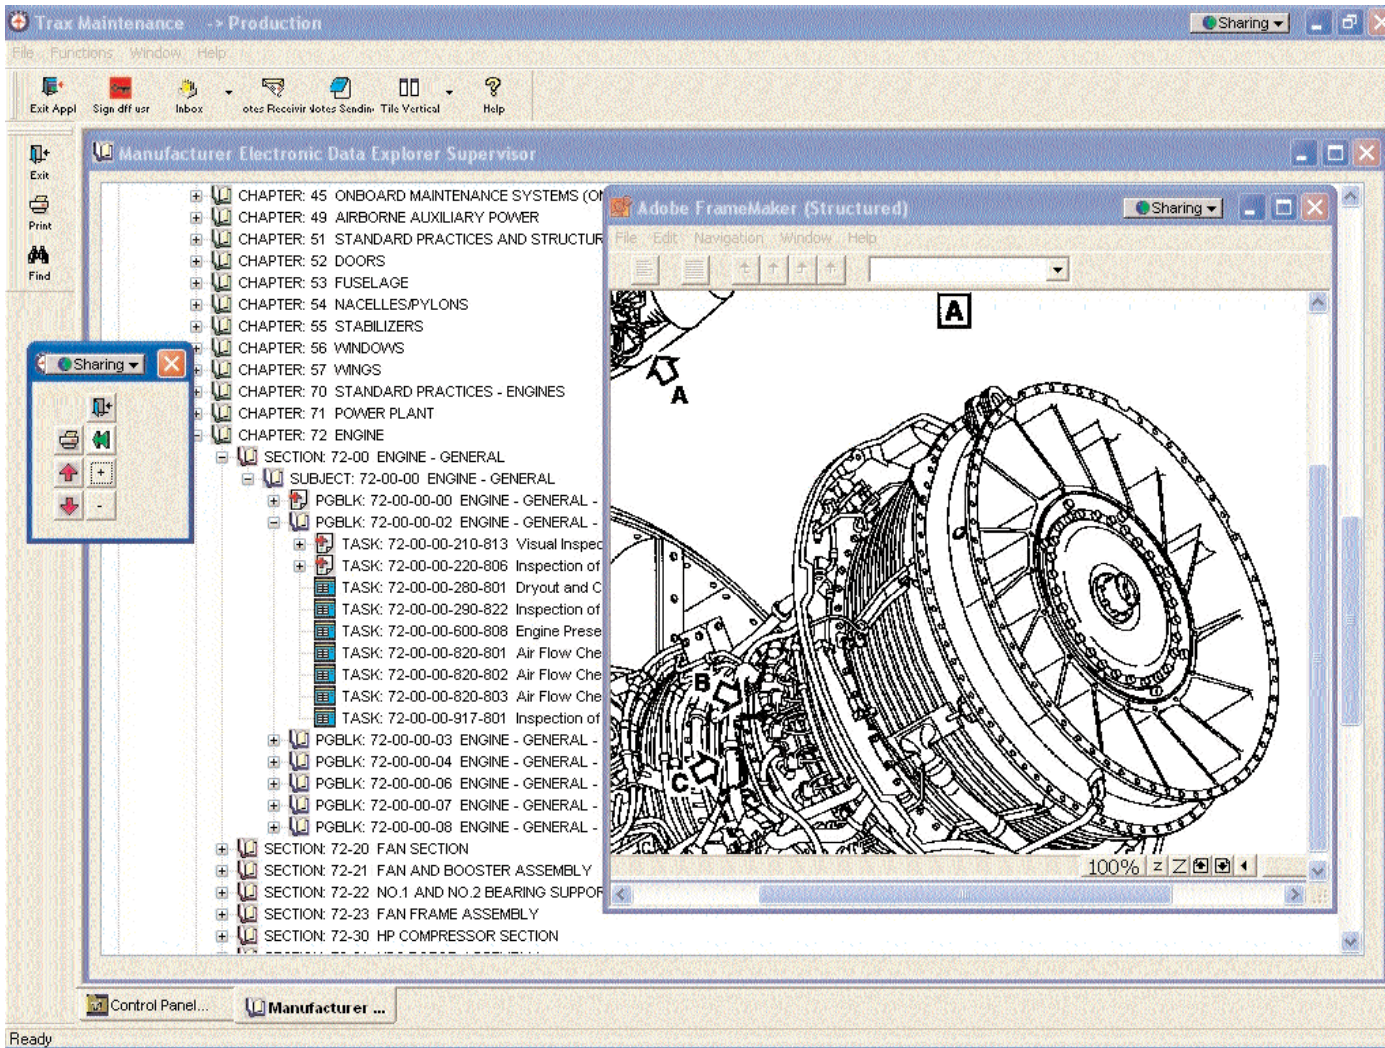 Trax Maintenance -> Production
Sharing
File Functions Window Help
Exit Appl Sign dff usr Inbox otes Receivir Notes Sendin Tile Vertical Help
Manufacturer Electronic Data Explorer Supervisor
Exit
Print
Find
Sharing
+
-
CHAPTER: 45 ONBOARD MAINTENANCE SYSTEMS (ON
CHAPTER: 49 AIRBORNE AUXILIARY POWER
CHAPTER: 51 STANDARD PRACTICES AND STRUCTUR
CHAPTER: 52 DOORS
CHAPTER: 53 FUSELAGE
CHAPTER: 54 NACELLES/PYLONS
CHAPTER: 55 STABILIZERS
CHAPTER: 56 WINDOWS
CHAPTER: 57 WINGS
CHAPTER: 70 STANDARD PRACTICES - ENGINES
CHAPTER: 71 POWER PLANT
CHAPTER: 72 ENGINE
SECTION: 72-00 ENGINE - GENERAL
SUBJECT: 72-00-00 ENGINE - GENERAL
PGBLK: 72-00-00-00 ENGINE - GENERAL -
PGBLK: 72-00-00-02 ENGINE - GENERAL -
TASK: 72-00-00-210-813 Visual Inspec
TASK: 72-00-00-220-806 Inspection of
TASK: 72-00-00-280-801 Dryout and C
TASK: 72-00-00-290-822 Inspection of
TASK: 72-00-00-600-808 Engine Prese
TASK: 72-00-00-820-801 Air Flow Che
TASK: 72-00-00-820-802 Air Flow Che
TASK: 72-00-00-820-803 Air Flow Che
TASK: 72-00-00-917-801 Inspection of
PGBLK: 72-00-00-03 ENGINE - GENERAL -
PGBLK: 72-00-00-04 ENGINE - GENERAL -
PGBLK: 72-00-00-06 ENGINE - GENERAL -
PGBLK: 72-00-00-07 ENGINE - GENERAL -
PGBLK: 72-00-00-08 ENGINE - GENERAL -
SECTION: 72-20 FAN SECTION
SECTION: 72-21 FAN AND BOOSTER ASSEMBLY
SECTION: 72-22 NO.1 AND NO.2 BEARING SUPPOR
SECTION: 72-23 FAN FRAME ASSEMBLY
SECTION: 72-30 HP COMPRESSOR SECTION
Adobe FrameMaker (Structured)
Sharing
File Edit Navigation Window Help
A
A
B
C
100% z Z
Control Panel...
Manufacturer ...
Ready